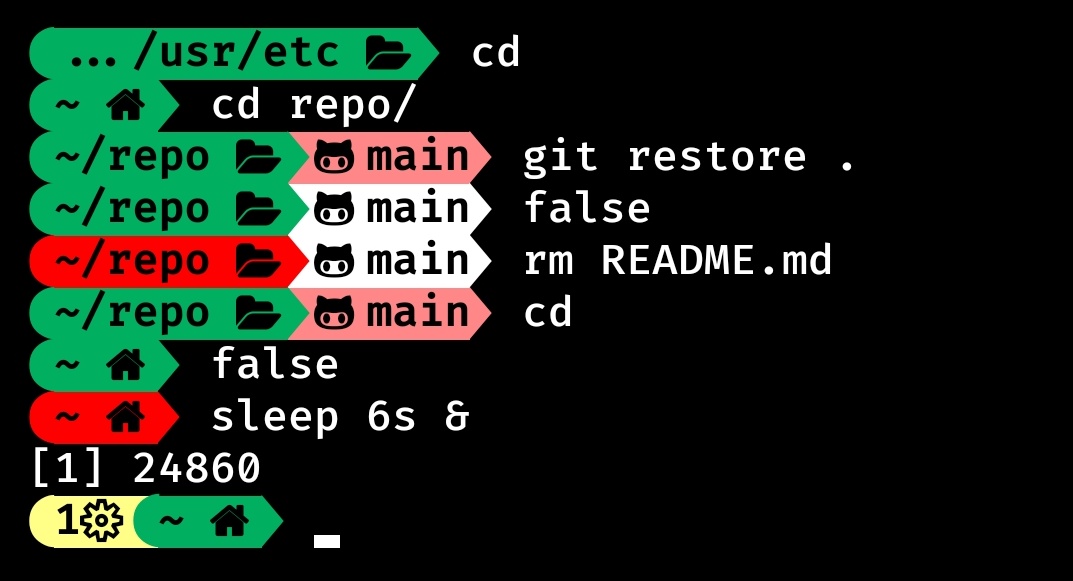 ... /usr/etc cd
~ cd repo/
~/repo main git restore .
~/repo main false
~/repo main rm README.md
~/repo main cd
~ false
~ sleep 6s &
[1] 24860
1 ~